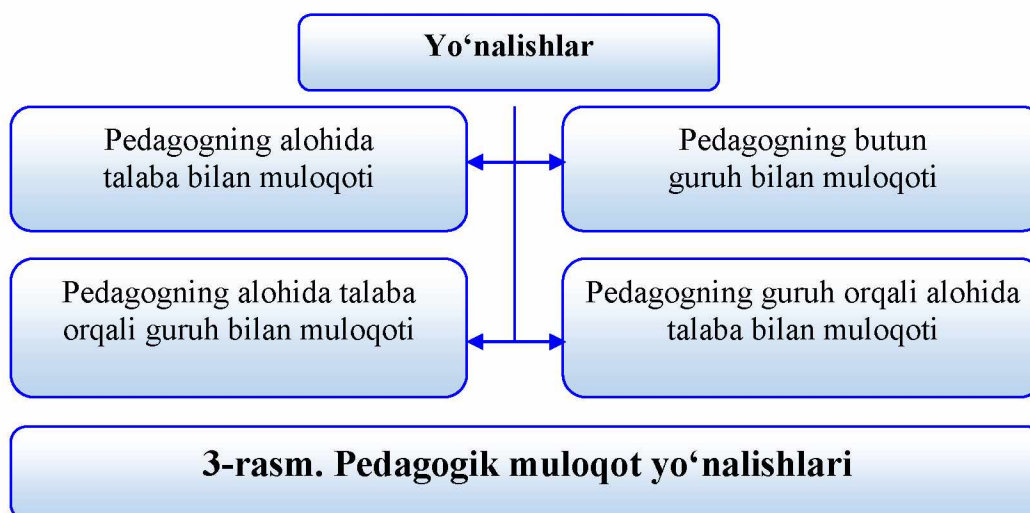 Yo‘nalishlar
Pedagogning alohida
talaba bilan muloqoti
Pedagogning butun
guruh bilan muloqoti
Pedagogning alohida talaba
orqali guruh bilan muloqoti
Pedagogning guruh orqali alohida
talaba bilan muloqoti
3-rasm. Pedagogik muloqot yo‘nalishlari